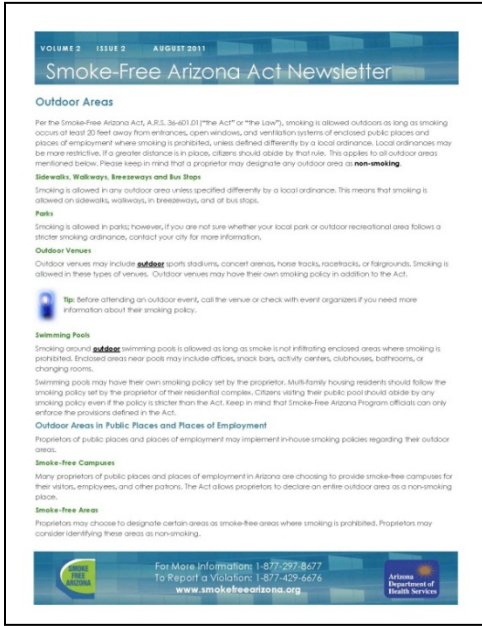 VOLUME 2 ISSUE 2 AUGUST 2011
Smoke-Free Arizona Act Newsletter
Outdoor Areas
Per the Smoke-Free Arizona Act, A.R.S. 36-601.01 ("the Act" or "the Law"), smoking is allowed outdoors as long as smoking
occurs at least 20 feet away from entrances, open windows, and ventilation systems of enclosed public places and
places of employment where smoking is prohibited, unless defined differently by a local ordinance. Local ordinances may
be more restrictive. If a greater distance is in place, citizens should abide by that rule. This applies to all outdoor areas
mentioned below. Please keep in mind that a proprietor may designate any outdoor area as non-smoking.
Sidewalks, Walkways, Breezeways and Bus Stops
Smoking is allowed in any outdoor area unless specified differently by a local ordinance. This means that smoking is
allowed on sidewalks, walkways, in breezeways, and at bus stops.
Parks
Smoking is allowed in parks; however, if you are not sure whether your local park or outdoor recreational area follows a
stricter smoking ordinance, contact your city for more information.
Outdoor Venues
Outdoor venues may include outdoor sports stadiums, concert arenas, horse tracks, racetracks, or fairgrounds. Smoking is
allowed in these types of venues. Outdoor venues may have their own smoking policy in addition to the Act.
Tip: Before attending an outdoor event, call the venue or check with event organizers if you need more
information about their smoking policy.
Swimming Pools
Smoking around outdoor swimming pools is allowed as long as smoke is not infiltrating enclosed areas where smoking is
prohibited. Enclosed areas near pools may include offices, snack bars, activity centers, clubhouses, bathrooms, or
changing rooms.
Swimming pools may have their own smoking policy set by the proprietor. Multi-family housing residents should follow the
smoking policy set by the proprietor of their residential complex. Citizens visiting their public pool should abide by any
smoking policy even if the policy is stricter than the Act. Keep in mind that Smoke-Free Arizona Program officials can only
enforce the provisions defined in the Act.
Outdoor Areas in Public Places and Places of Employment
Proprietors of public places and places of employment may implement in-house smoking policies regarding their outdoor
areas.
Smoke-Free Campuses
Many proprietors of public places and places of employment in Arizona are choosing to provide smoke-free campuses for
their visitors, employees, and other patrons. The Act allows proprietors to declare an entire outdoor area as a non-smoking
place.
Smoke-Free Areas
Proprietors may choose to designate certain areas as smoke-free areas where smoking is prohibited. Proprietors may
consider identifying these areas as non-smoking.
SMOKE
FREE
ARIZONA
For More Information: 1-877-297-8677
To Report a Violation: 1-877-429-6676
www.smokefreearizona.org
Arizona
Department of
Health Services